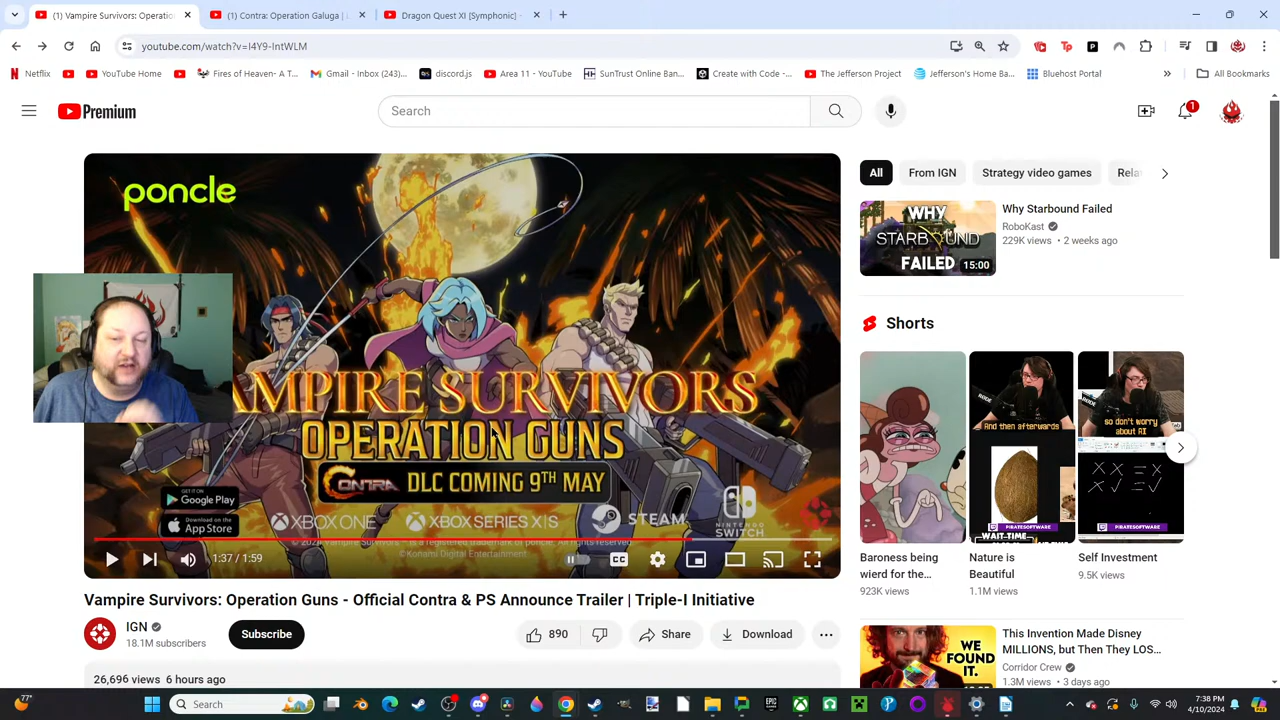 (1) Vampire Survivors: Operatio
(1) Contra: Operation Galuga |
Dragon Quest XI [Symphonic] -
youtube.com/watch?v=I4Y9-IntWLM
Netflix
YouTube Home
Fires of Heaven- A T...
Gmail - Inbox (243)...
discord.js
Area 11 - YouTube
SunTrust Online Ban...
Create with Code -...
The Jefferson Project
Jefferson's Home Ba...
Bluehost Portal
All Bookmarks
Premium
Search
1
poncle
AMPIRE SURVIVORS
OPERATION GUNS
CONTRA DLC COMING 9TH MAY
GET IT ON
Google Play
Download on the
App Store
XBOX ONE
XBOX SERIES X|S
STEAM
NINTENDO
SWITCH
©Konami Digital Entertainment
1:37 / 1:59
CC
Vampire Survivors: Operation Guns - Official Contra & PS Announce Trailer | Triple-I Initiative
IGN
18.1M subscribers
Subscribe
890
Share
Download
26,696 views 6 hours ago
All
From IGN
Strategy video games
Rela
WHY
STARBOUND
FAILED
15:00
Why Starbound Failed
RoboKast
229K views • 2 weeks ago
Shorts
And then afterwards
PIRATESOFTWARE
WAIT-TIME
so don't worry
about AI
PIRATESOFTWARE
Baroness being
wierd for the...
923K views
Nature is
Beautiful
1.1M views
Self Investment
9.5K views
WE
FOUND
IT.
This Invention Made Disney
MILLIONS, but Then They LOS...
Corridor Crew
1.3M views • 3 days ago
77°
Search
7:38 PM
4/10/2024